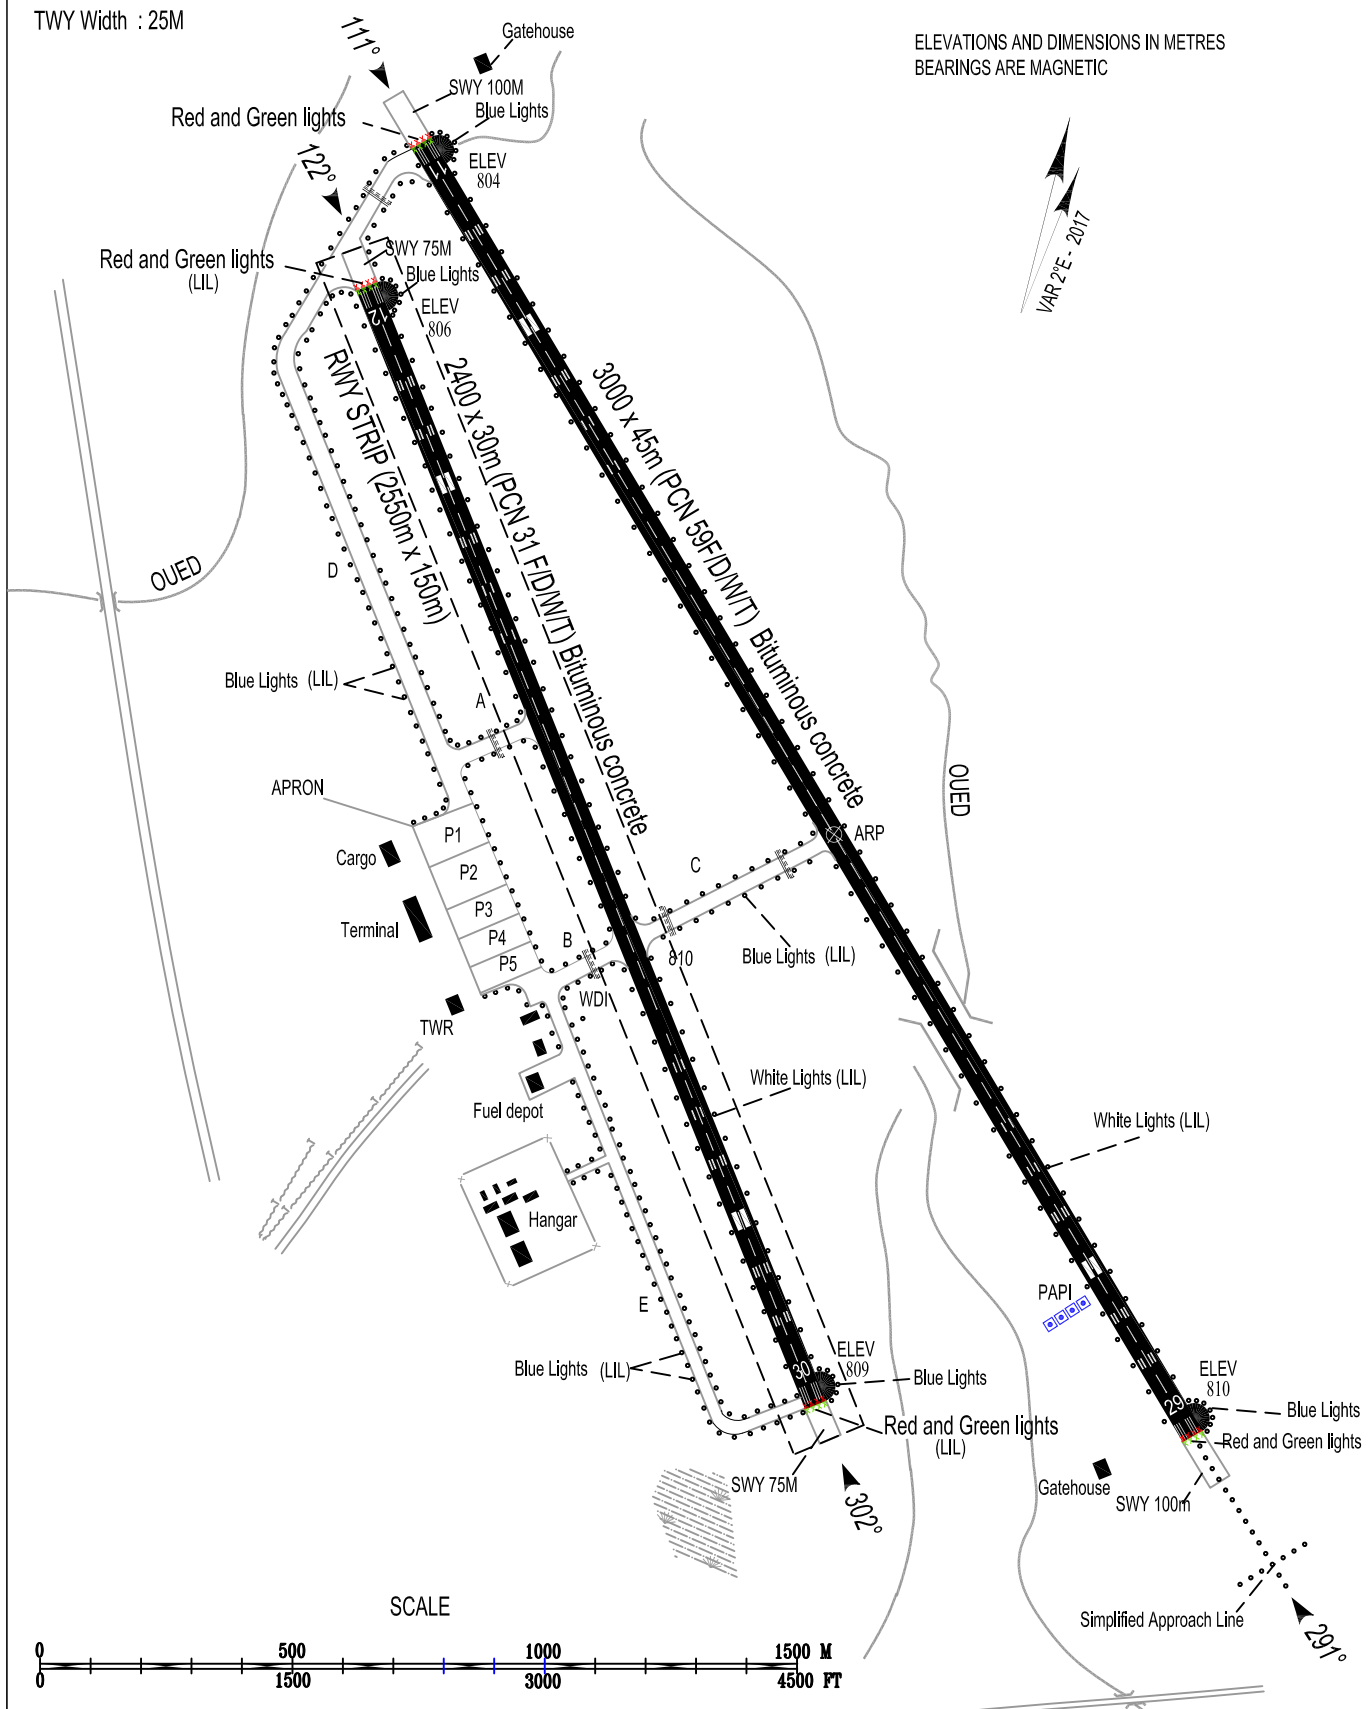 TWY Width : 25M
ELEVATIONS AND DIMENSIONS IN METRES
BEARINGS ARE MAGNETIC
111°
Gatehouse
SWY 100M
Blue Lights
Red and Green lights
11
ELEV
804
122°
VAR 2°E - 2017
SWY 75M
Red and Green lights
(LIL)
Blue Lights
12
ELEV
806
RWY STRIP (2550m x 150m)
2400 x 30m (PCN 31 F/D/W/T) Bituminous concrete
3000 x 45m (PCN 59F/D/W/T) Bituminous concrete
OUED
D
Blue Lights (LIL)
A
APRON
OUED
P1
ARP
Cargo
P2
C
P3
Terminal
P4
B
P5
810
Blue Lights (LIL)
WDI
TWR
White Lights (LIL)
Fuel depot
White Lights (LIL)
Hangar
PAPI
E
ELEV
809
30
Blue Lights (LIL)
Blue Lights
ELEV
810
29
Blue Lights
Red and Green lights
(LIL)
Red and Green lights
SWY 75M
302°
Gatehouse
SWY 100m
Simplified Approach Line
291°
SCALE
0 500 1000 1500 M
0 1500 3000 4500 FT